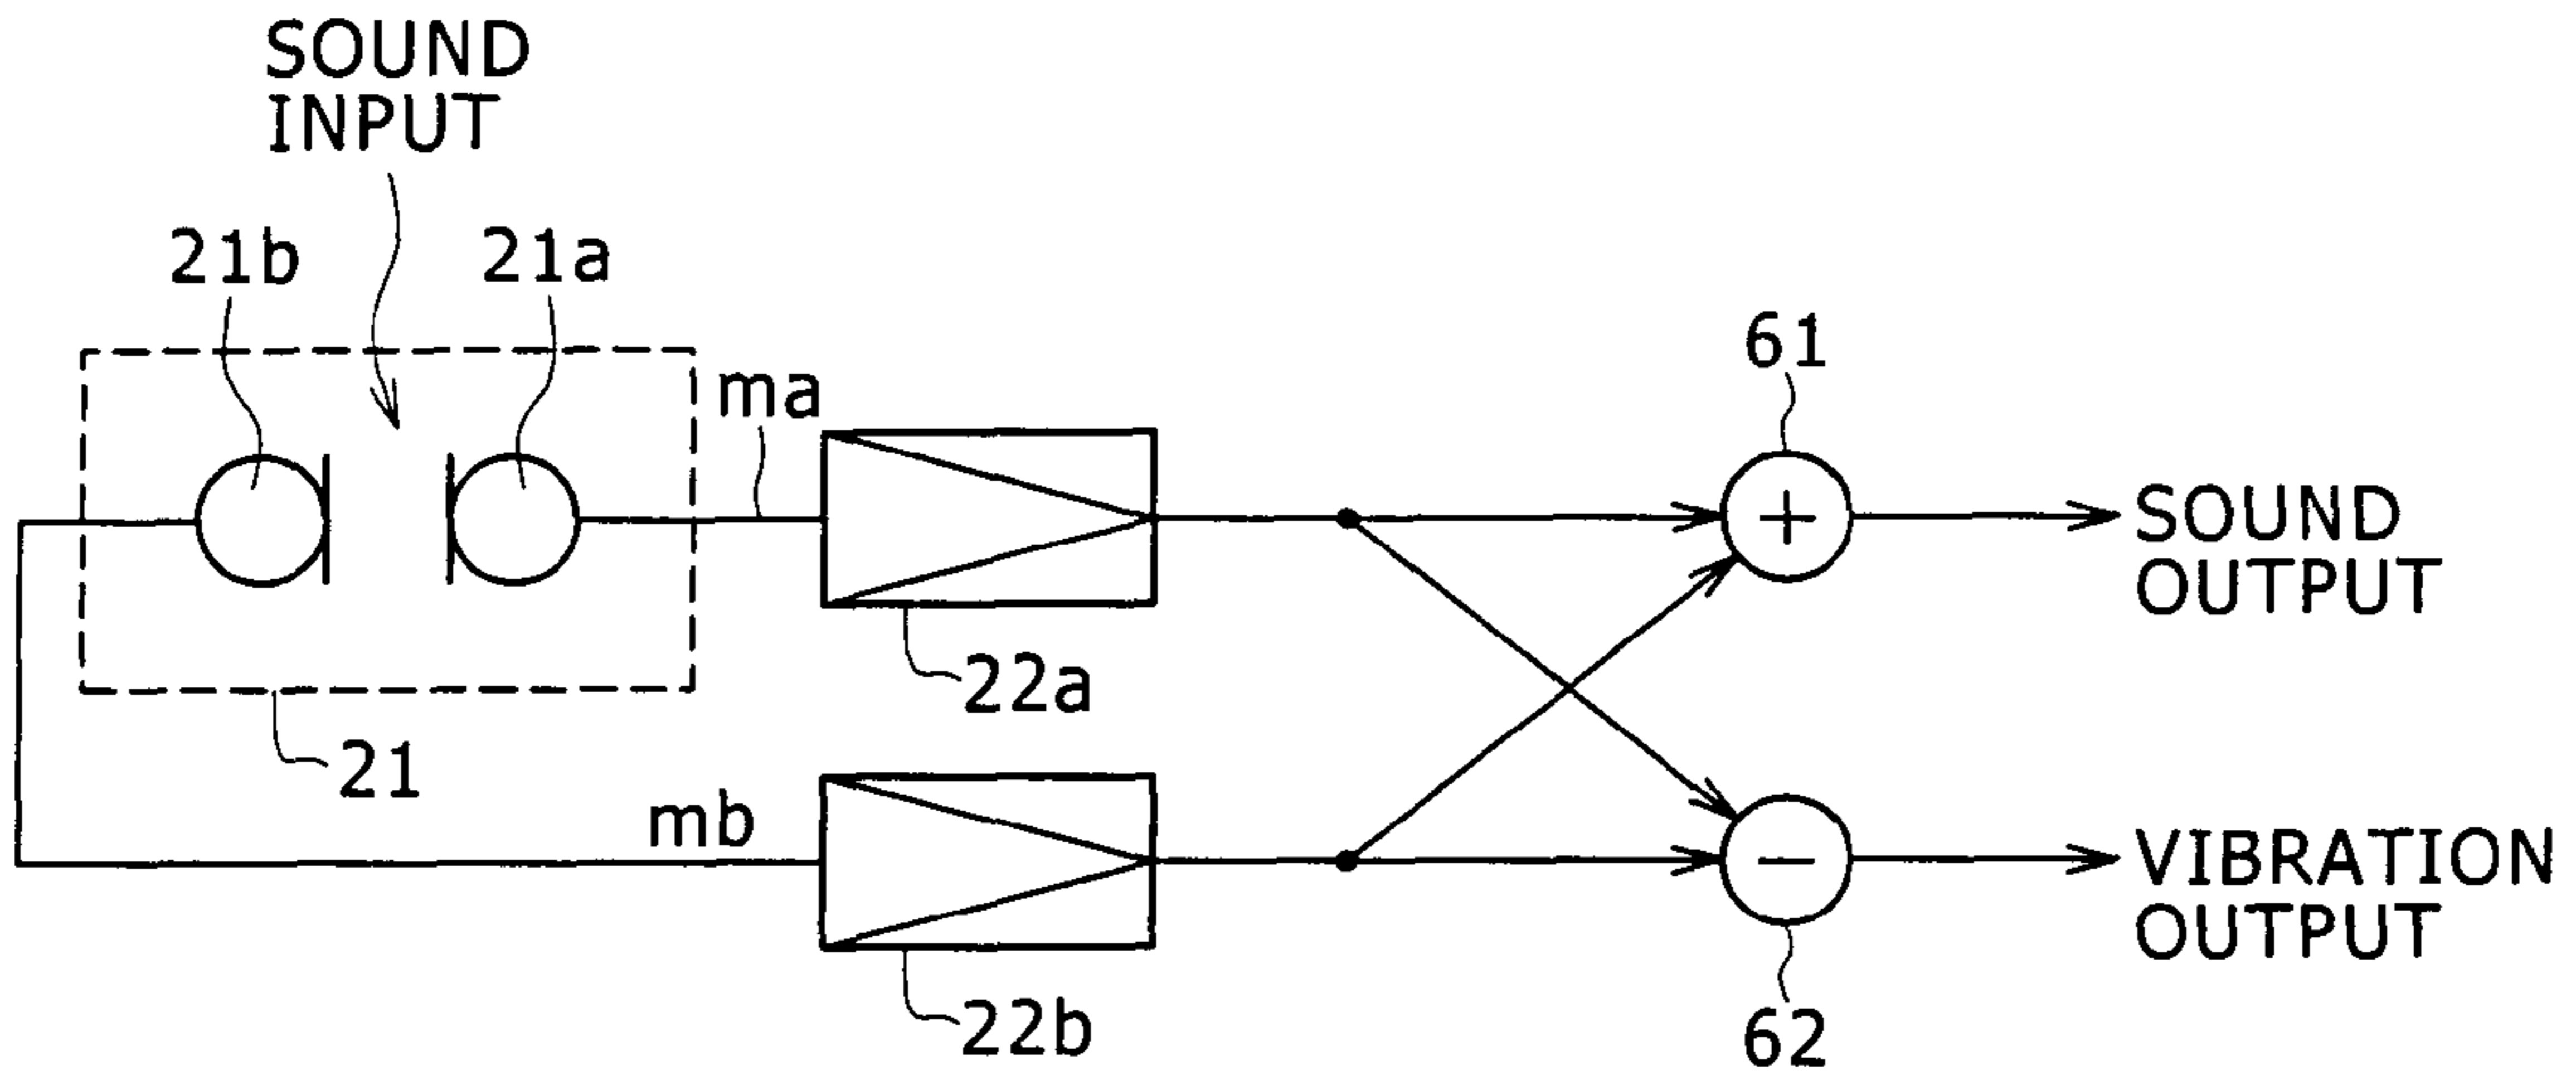 SOUND
INPUT
21b
21a
ma
61
+
SOUND
OUTPUT
22a
21
mb
−
VIBRATION
OUTPUT
22b
62